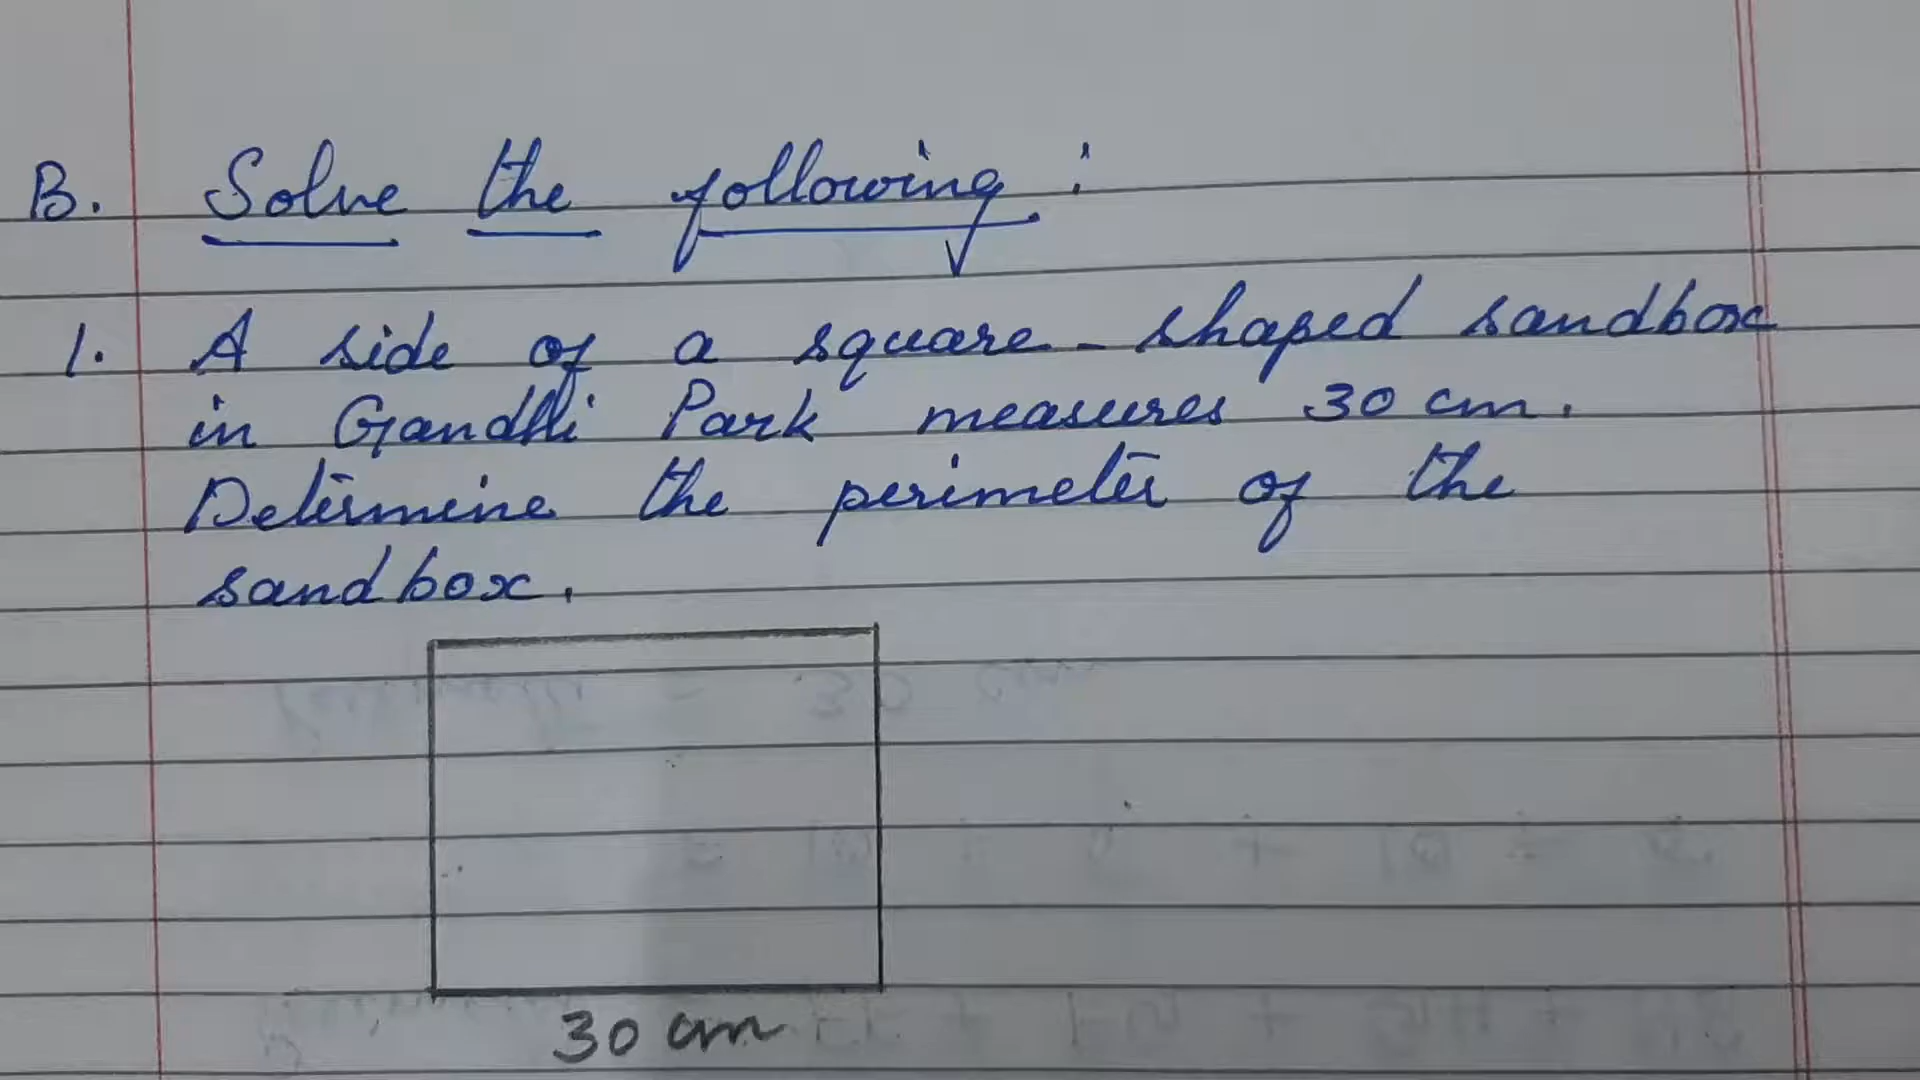 B. Solve the following :
1. A side of a square-shaped sandbox
in Gandhi Park measures 30 cm.
Determine the perimeter of the
sandbox.
30 cm